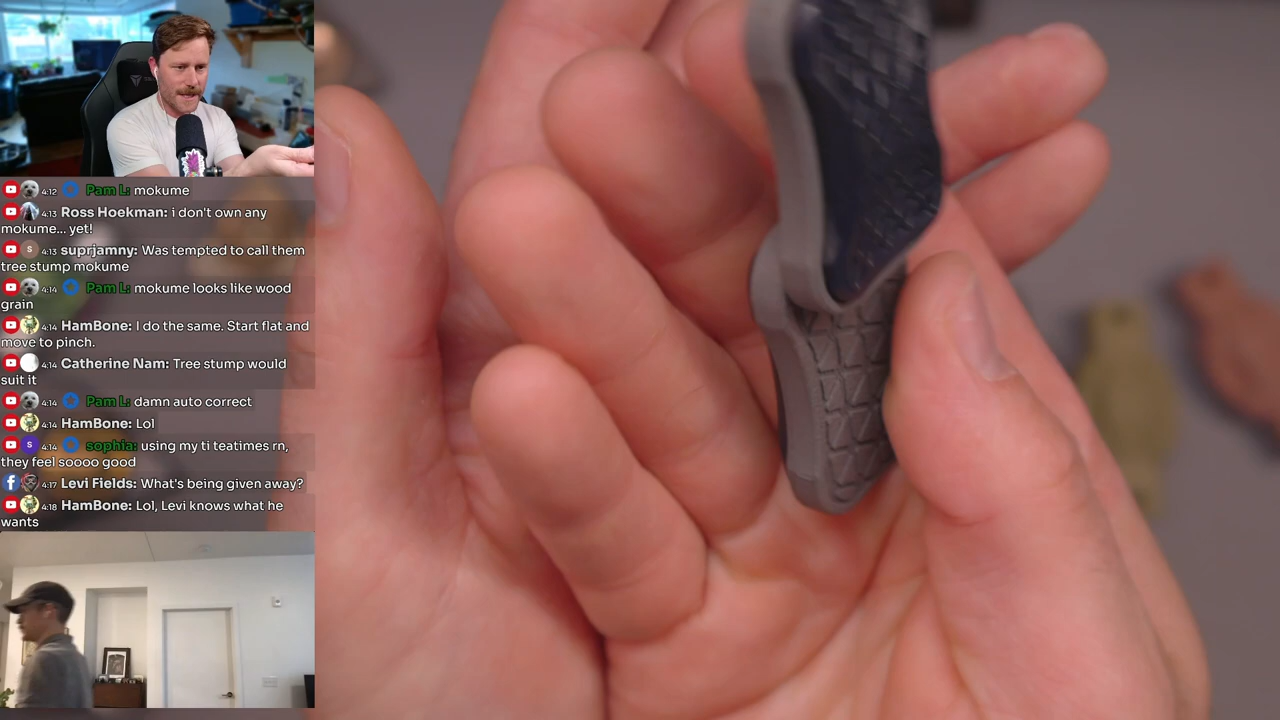 4:12 Pam L: mokume
4:13 Ross Hoekman: i don't own any
mokume... yet!
S 4:13 suprjamny: Was tempted to call them
tree stump mokume
4:14 Pam L: mokume looks like wood
grain
4:14 HamBone: I do the same. Start flat and
move to pinch.
4:14 Catherine Nam: Tree stump would
suit it
4:14 Pam L: damn auto correct
4:14 HamBone: Lol
S 4:14 sophia: using my ti teatimes rn,
they feel soooo good
4:17 Levi Fields: What's being given away?
4:18 HamBone: Lol, Levi knows what he
wants